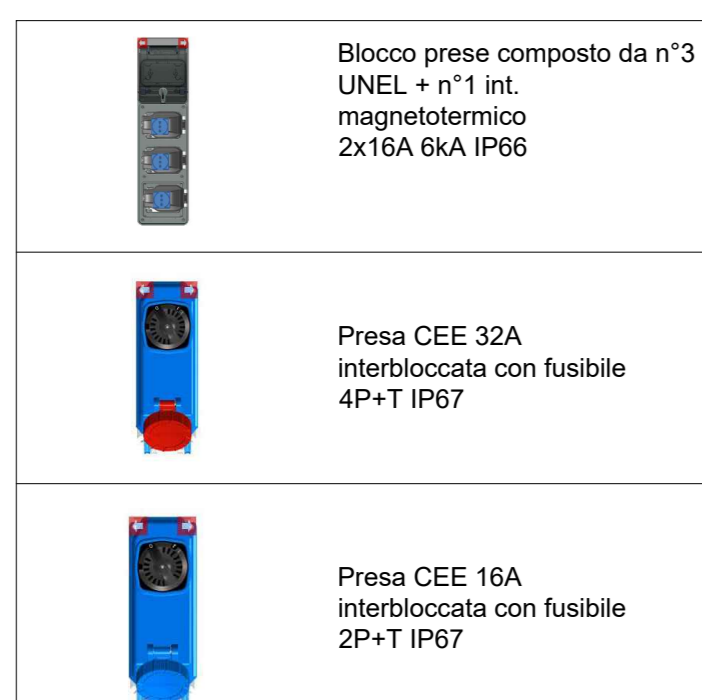 Blocco prese composto da n°3
UNEL + n°1 int.
magnetotermico
2x16A 6kA IP66
Presa CEE 32A
interbloccata con fusibile
4P+T IP67
Presa CEE 16A
interbloccata con fusibile
2P+T IP67